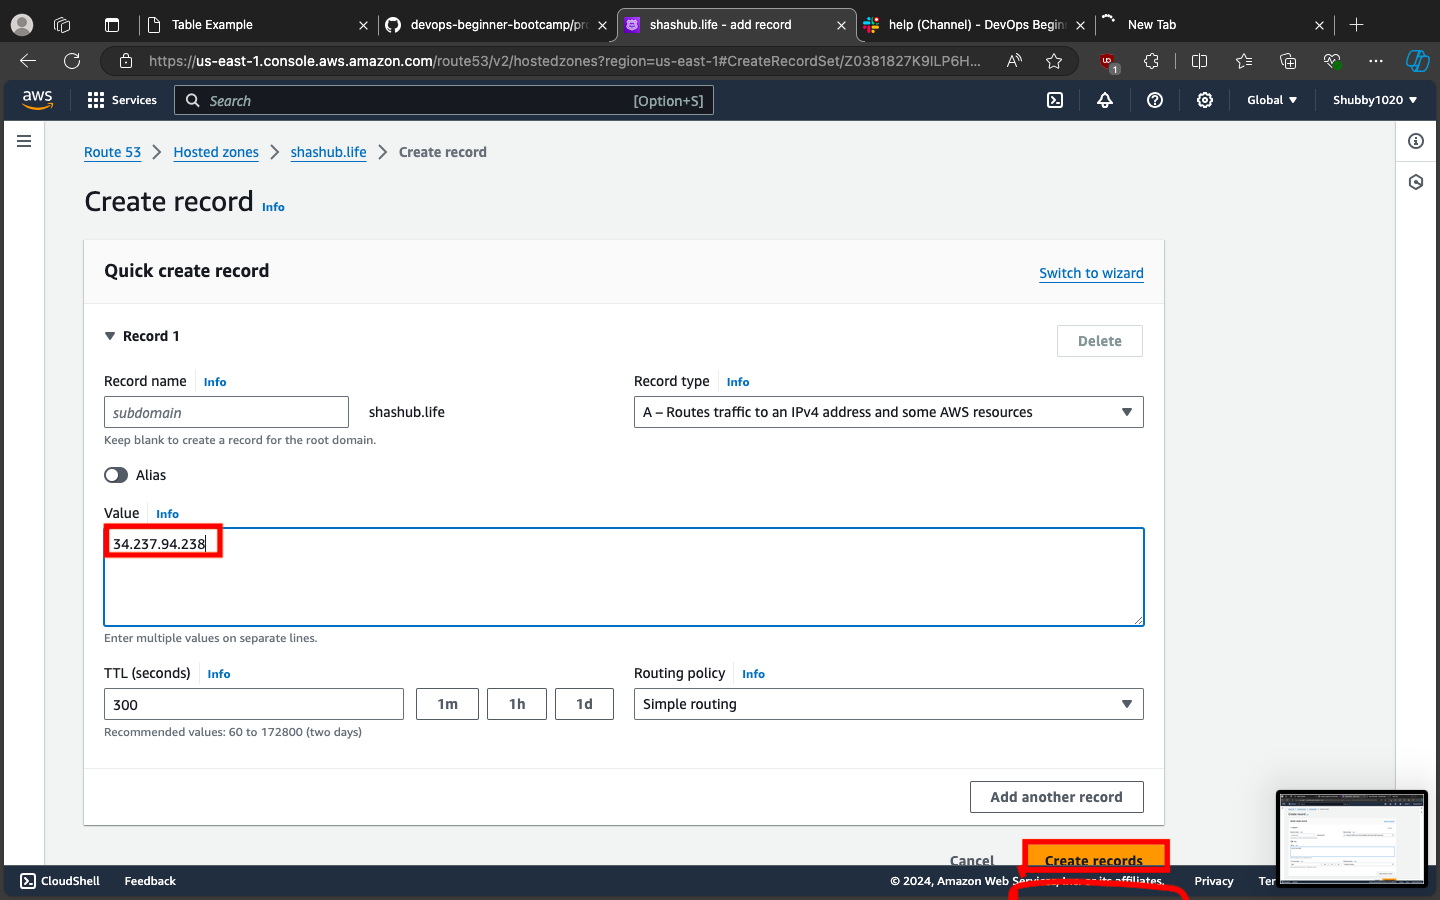 Table Example
devops-beginner-bootcamp/pro
shashub.life - add record
help (Channel) - DevOps Begin
New Tab
https://us-east-1.console.aws.amazon.com/route53/v2/hostedzones?region=us-east-1#CreateRecordSet/Z0381827K9ILP6H...
UD
1
aws
Services
Search
[Option+S]
Global
Shubby1020
Route 53
Hosted zones
shashub.life
Create record
Create record Info
Quick create record
Switch to wizard
Record 1
Delete
Record name Info
Record type Info
subdomain
shashub.life
A – Routes traffic to an IPv4 address and some AWS resources
Keep blank to create a record for the root domain.
Alias
Value Info
34.237.94.238
Enter multiple values on separate lines.
TTL (seconds) Info
Routing policy Info
300
1m
1h
1d
Simple routing
Recommended values: 60 to 172800 (two days)
Add another record
Cancel
Create records
CloudShell
Feedback
© 2024, Amazon Web Services, Inc. or its affiliates.
Privacy
Ter